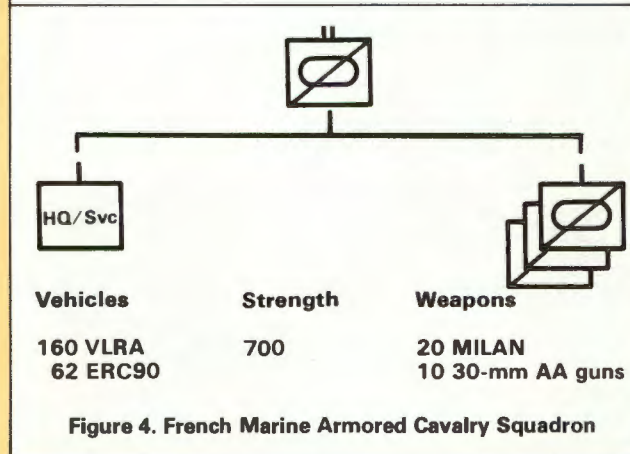 HQ/Svc
Vehicles Strength Weapons
160 VLRA 700 20 MILAN
62 ERC90 10 30-mm AA guns
Figure 4. French Marine Armored Cavalry Squadron